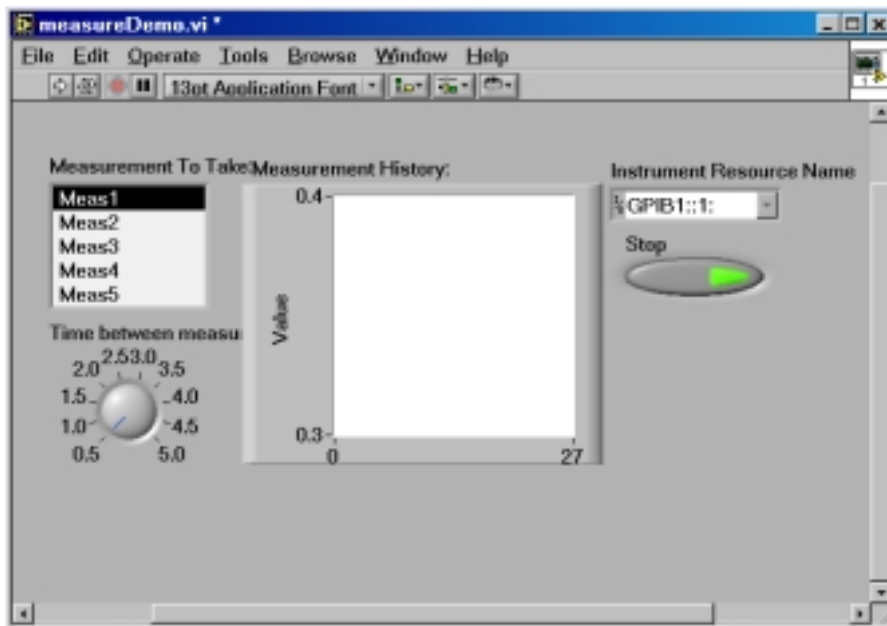 measureDemo.vi *
File Edit Operate Tools Browse Window Help
13pt Application Font
Measurement To Take:
Meas1
Meas2
Meas3
Meas4
Meas5
Time between measu
2.5 3.0
2.0 3.5
1.5 4.0
1.0 4.5
0.5 5.0
Measurement History:
0.4
Value
0.3
0 27
Instrument Resource Name
GPIB1::1:
Stop
1